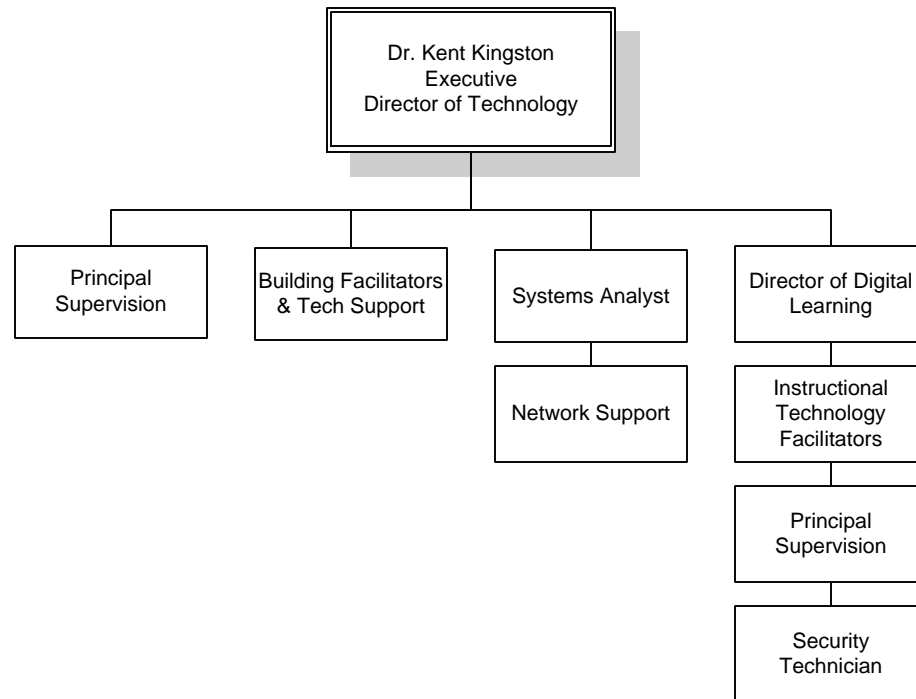 Dr. Kent Kingston
Executive
Director of Technology
Principal
Supervision
Building Facilitators
& Tech Support
Systems Analyst
Director of Digital
Learning
Network Support
Instructional
Technology
Facilitators
Principal
Supervision
Security
Technician